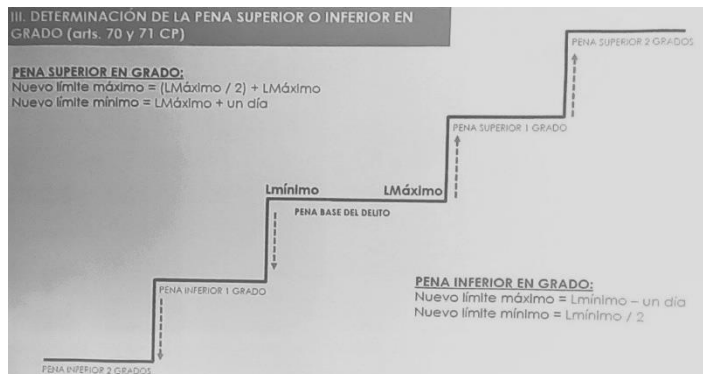 III. DETERMINACIÓN DE LA PENA SUPERIOR O INFERIOR EN
GRADO (arts. 70 y 71 CP)
PENA SUPERIOR 2 GRADOS
PENA SUPERIOR EN GRADO:
Nuevo límite máximo = (LMáximo / 2) + LMáximo
Nuevo límite mínimo = LMáximo + un día
PENA SUPERIOR 1 GRADO
Lmínimo
LMáximo
PENA BASE DEL DELITO
PENA INFERIOR 1 GRADO
PENA INFERIOR EN GRADO:
Nuevo límite máximo = Lmínimo – un día
Nuevo límite mínimo = Lmínimo / 2
PENA INFERIOR 2 GRADOS